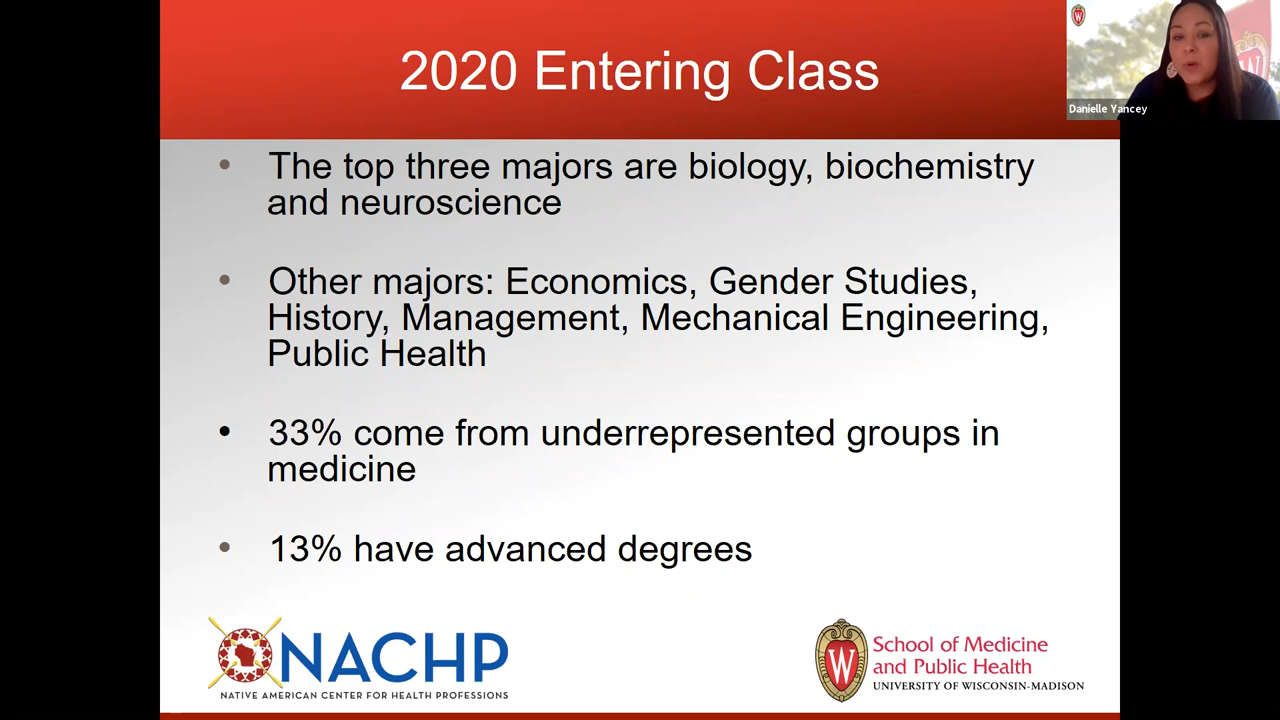 2020 Entering Class
W
W
Danielle Yancey
• The top three majors are biology, biochemistry
and neuroscience
• Other majors: Economics, Gender Studies,
History, Management, Mechanical Engineering,
Public Health
• 33% come from underrepresented groups in
medicine
• 13% have advanced degrees
NACHP
NATIVE AMERICAN CENTER FOR HEALTH PROFESSIONS
W
School of Medicine
and Public Health
UNIVERSITY OF WISCONSIN-MADISON